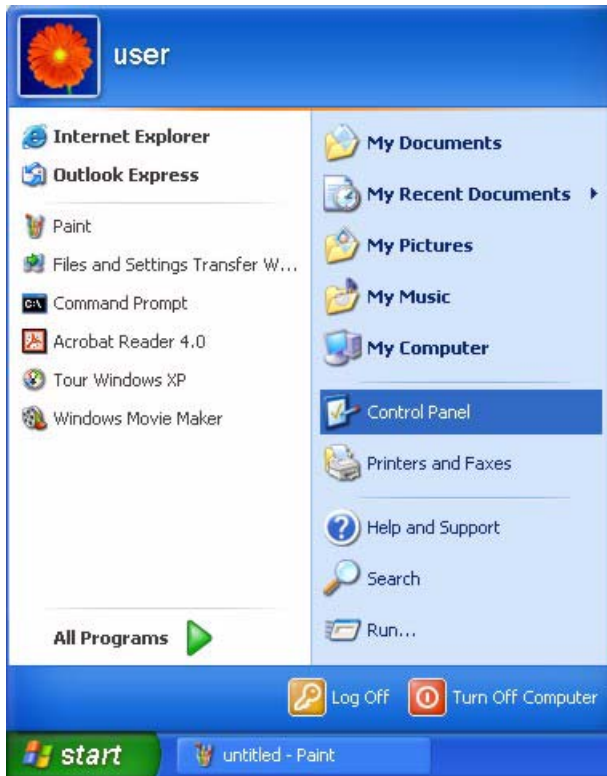 user
Internet Explorer
Outlook Express
Paint
Files and Settings Transfer W...
Command Prompt
Acrobat Reader 4.0
Tour Windows XP
Windows Movie Maker
All Programs
My Documents
My Recent Documents
My Pictures
My Music
My Computer
Control Panel
Printers and Faxes
Help and Support
Search
Run...
Log Off
Turn Off Computer
start
untitled - Paint